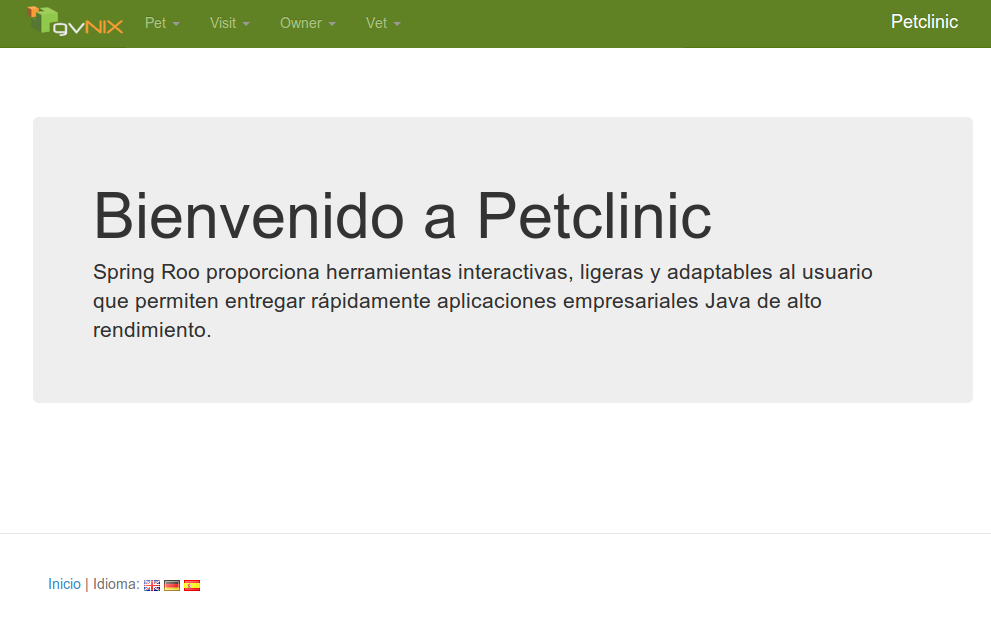 gvNIX Pet Visit Owner Vet Petclinic
Bienvenido a Petclinic
Spring Roo proporciona herramientas interactivas, ligeras y adaptables al usuario
que permiten entregar rápidamente aplicaciones empresariales Java de alto
rendimiento.
Inicio | Idioma: